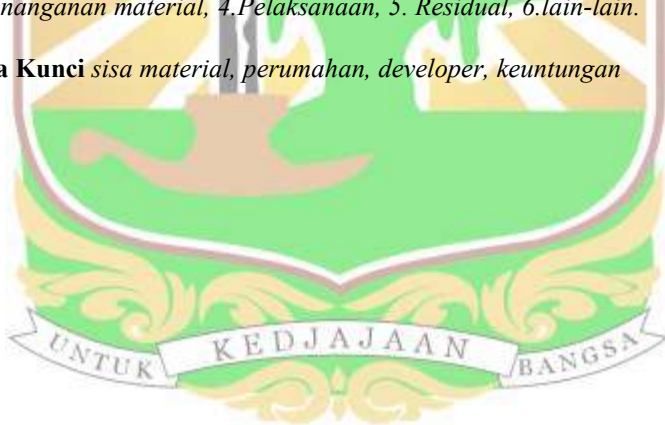 nanganan material, 4.Pelaksanaan, 5. Residual, 6.lain-lain.
a Kunci sisa material, perumahan, developer, keuntungan
UNTUK KEDJAJAAN BANGSA